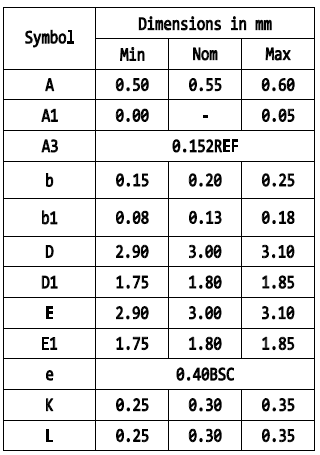 Symbol Dimensions in mm
Min Nom Max
A 0.50 0.55 0.60
A1 0.00 - 0.05
A3 0.152REF
b 0.15 0.20 0.25
b1 0.08 0.13 0.18
D 2.90 3.00 3.10
D1 1.75 1.80 1.85
E 2.90 3.00 3.10
E1 1.75 1.80 1.85
e 0.40BSC
K 0.25 0.30 0.35
L 0.25 0.30 0.35